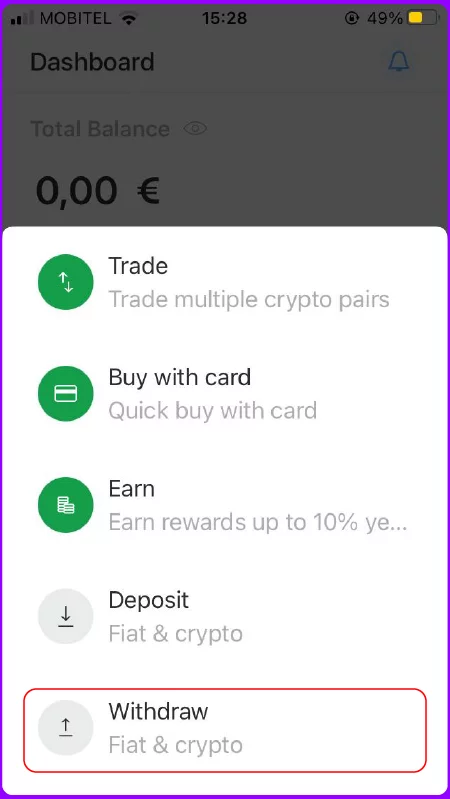 MOBITEL 15:28 49%
Dashboard
Total Balance
0,00 €
Trade
Trade multiple crypto pairs
Buy with card
Quick buy with card
Earn
Earn rewards up to 10% ye...
Deposit
Fiat & crypto
Withdraw
Fiat & crypto